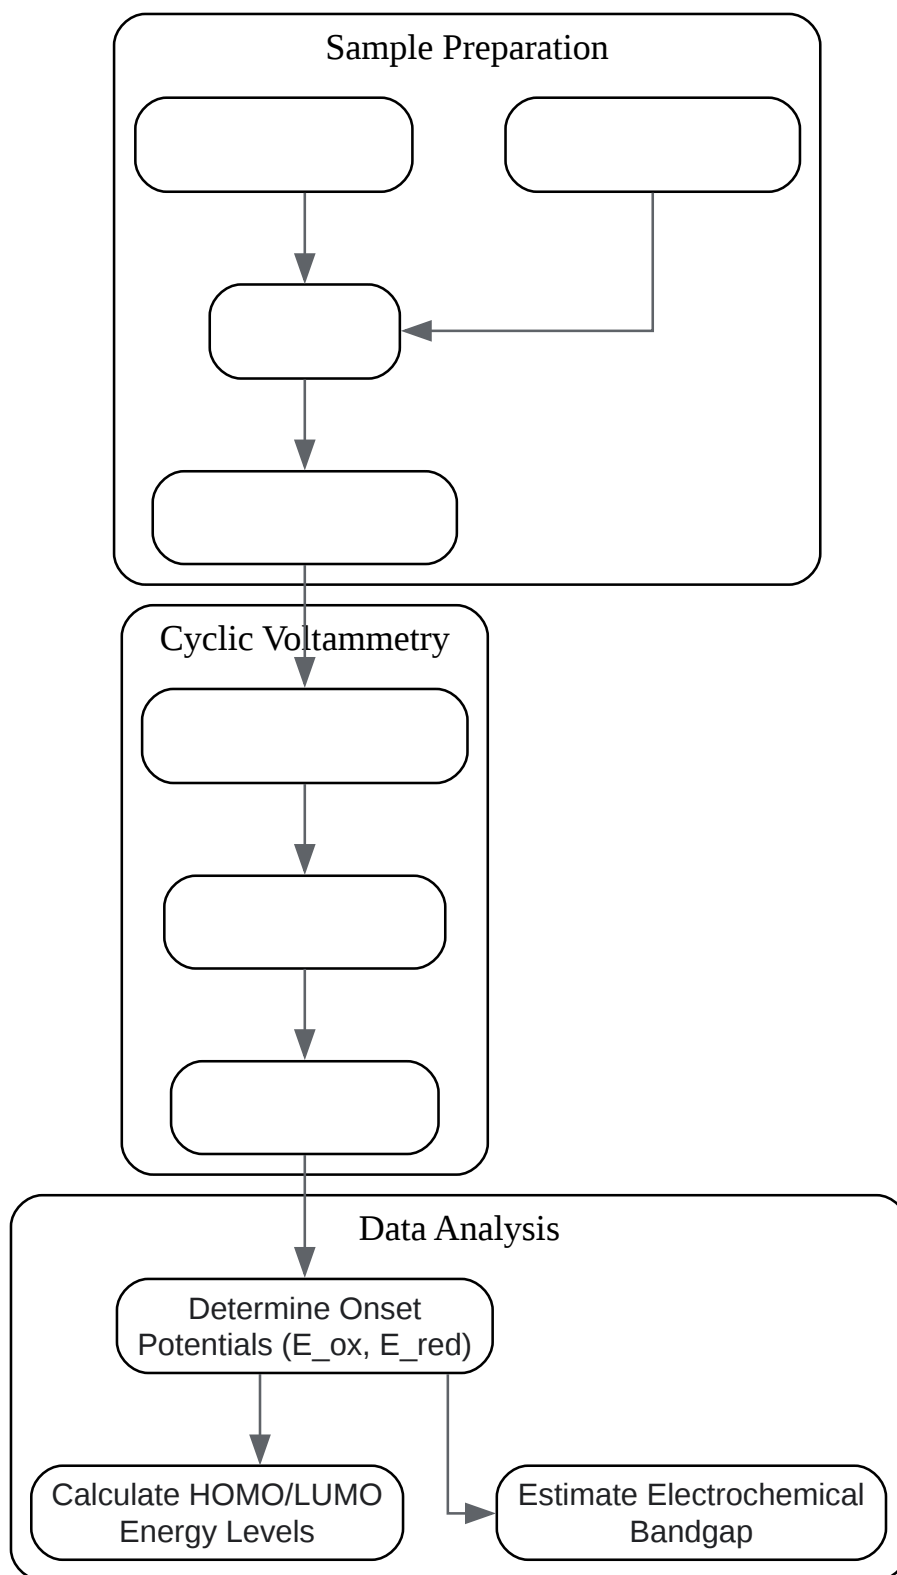 Sample Preparation
Cyclic Voltammetry
Data Analysis
Determine Onset
Potentials (E_ox, E_red)
Calculate HOMO/LUMO
Energy Levels
Estimate Electrochemical
Bandgap